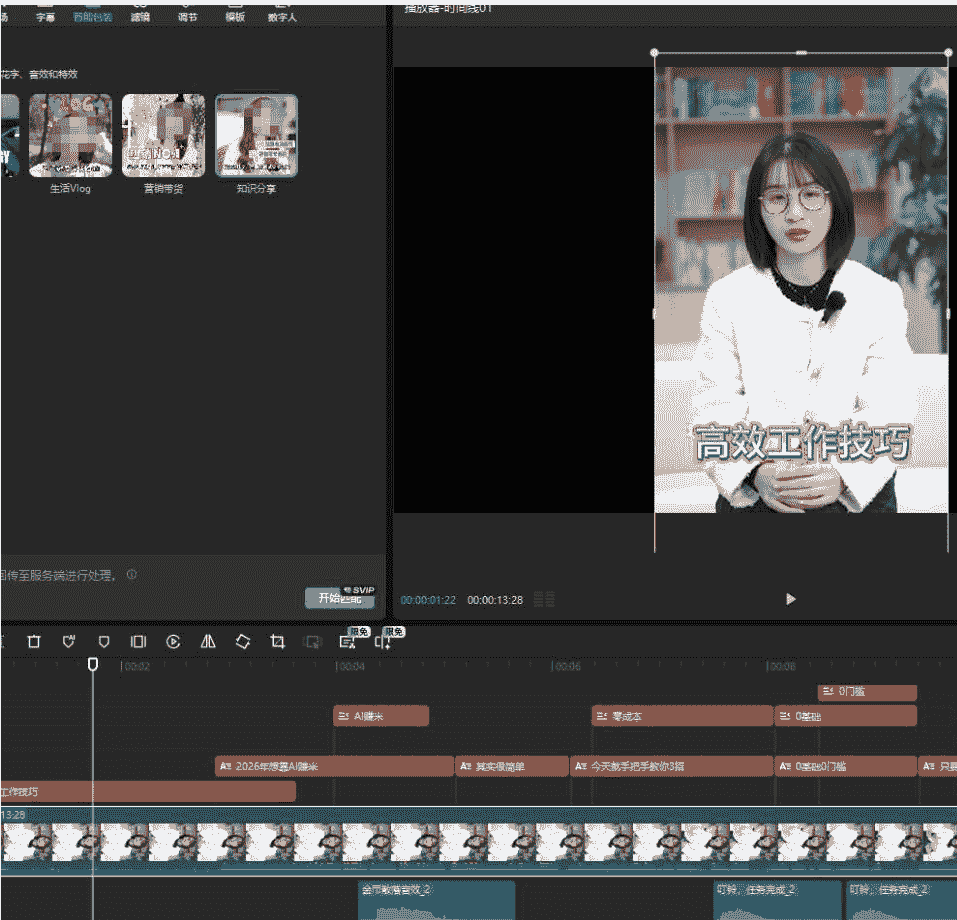 场 字幕 智能包装 滤镜 调节 模板 数字人
播放器-时间线01
花字、音效和特效
生活Vlog 营销带货 知识分享
高效工作技巧
回传至服务端进行处理。
SVIP
开始匹配
00:00:01:22 00:00:13:28
限免 限免
00:02 00:04 00:06 00:08
0门槛
AI赚米 零成本 0基础
2026年想靠AI赚米 其实很简单 今天就手把手教你3招 0基础0门槛 只要
工作技巧
13:28
金币散落音效_2 叮铃,任务完成_2 叮铃,任务完成_2